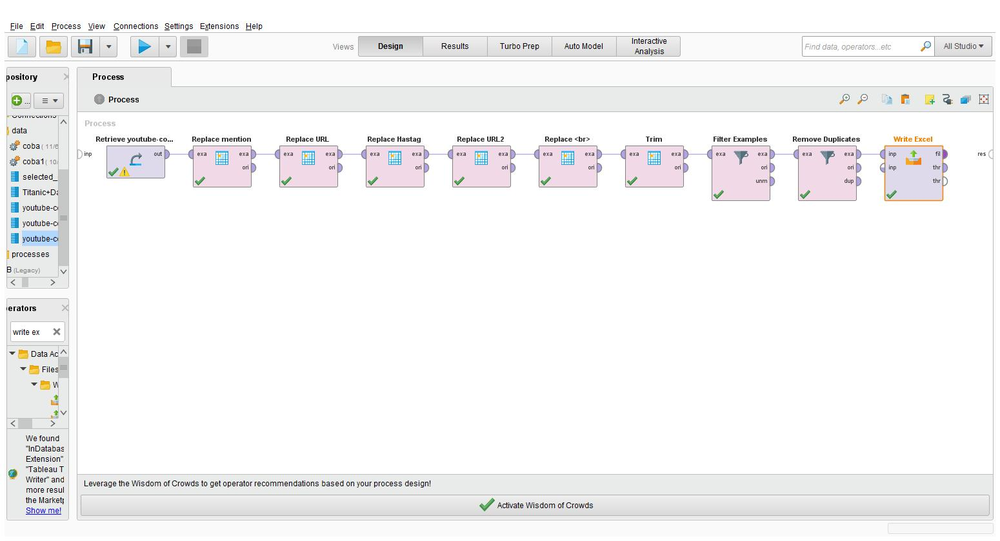 File Edit Process View Connections Settings Extensions Help
Views Design Results Turbo Prep Auto Model Interactive Analysis
Find data, operators...etc All Studio
pository
...
Connections
data
coba ( 11/6
coba1 ( 10/
selected_
Titanic+Da
youtube-co
youtube-co
youtube-co
processes
B (Legacy)
erators
write ex
Data Ac
Files
W
We found
"InDatabas
Extension"
"Tableau T
Writer" and
more resul
the Marketp
Show me!
Process
Process
Process
inp
Retrieve youtube-co...
out
Replace mention
exa exa
ori
Replace URL
exa exa
ori
Replace Hastag
exa exa
ori
Replace URL2
exa exa
ori
Replace <br>
exa exa
ori
Trim
exa exa
ori
Filter Examples
exa exa
ori
unm
Remove Duplicates
exa exa
ori
dup
Write Excel
inp fil
inp thr
thr
res
Leverage the Wisdom of Crowds to get operator recommendations based on your process design!
Activate Wisdom of Crowds